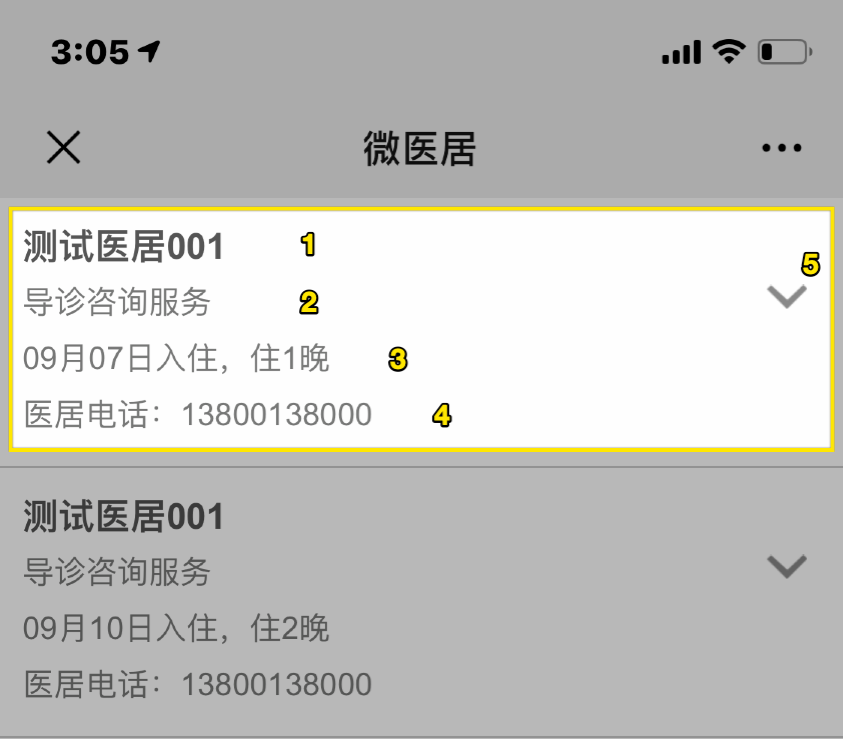 3:05
微医居
测试医居001 1
5
导诊咨询服务 2
09月07日入住，住1晚 3
医居电话：13800138000 4
测试医居001
导诊咨询服务
09月10日入住，住2晚
医居电话：13800138000